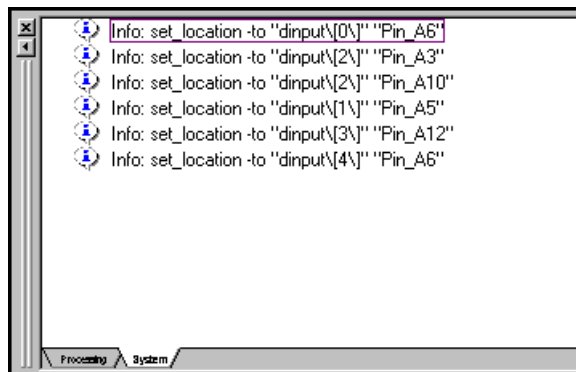 Info: set_location -to "dinput\[0\]" "Pin_A6"
Info: set_location -to "dinput\[2\]" "Pin_A3"
Info: set_location -to "dinput\[2\]" "Pin_A10"
Info: set_location -to "dinput\[1\]" "Pin_A5"
Info: set_location -to "dinput\[3\]" "Pin_A12"
Info: set_location -to "dinput\[4\]" "Pin_A6"
Processing System